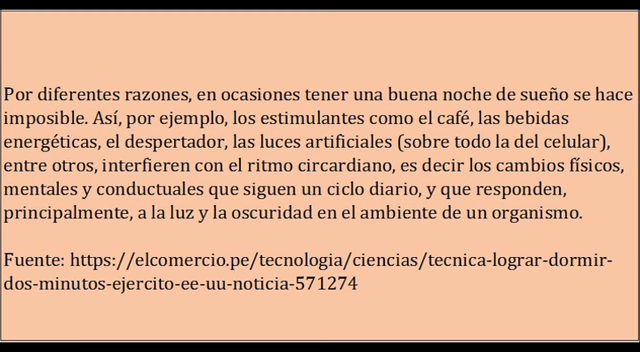 Por diferentes razones, en ocasiones tener una buena noche de sueño se hace
imposible. Así, por ejemplo, los estimulantes como el café, las bebidas
energéticas, el despertador, las luces artificiales (sobre todo la del celular),
entre otros, interfieren con el ritmo circardiano, es decir los cambios físicos,
mentales y conductuales que siguen un ciclo diario, y que responden,
principalmente, a la luz y la oscuridad en el ambiente de un organismo.
Fuente: https://elcomercio.pe/tecnologia/ciencias/tecnica-lograr-dormir-
dos-minutos-ejercito-ee-uu-noticia-571274